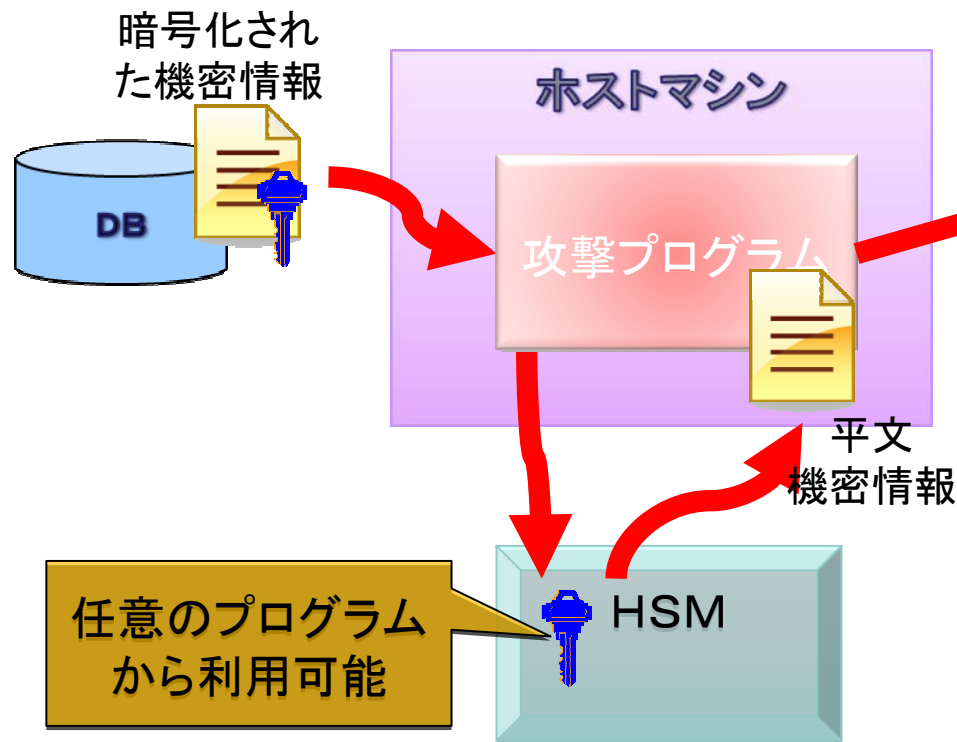 暗号化され
た機密情報
ホストマシン
DB
攻撃プログラム
平文
機密情報
任意のプログラム
から利用可能
HSM